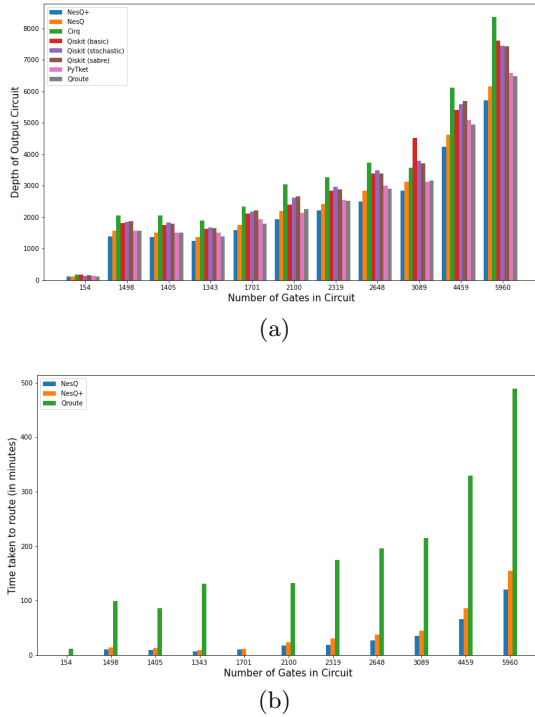 NesQ+
NesQ
Cirq
Qiskit (basic)
Qiskit (stochastic)
Qiskit (sabre)
PyTket
Qroute
8000
7000
6000
5000
4000
3000
2000
1000
0
Depth of Output Circuit
154 1498 1405 1343 1701 2100 2319 2648 3089 4459 5960
Number of Gates in Circuit
(a)
NesQ
NesQ+
Qroute
500
400
300
200
100
0
Time taken to route (in minutes)
154 1498 1405 1343 1701 2100 2319 2648 3089 4459 5960
Number of Gates in Circuit
(b)